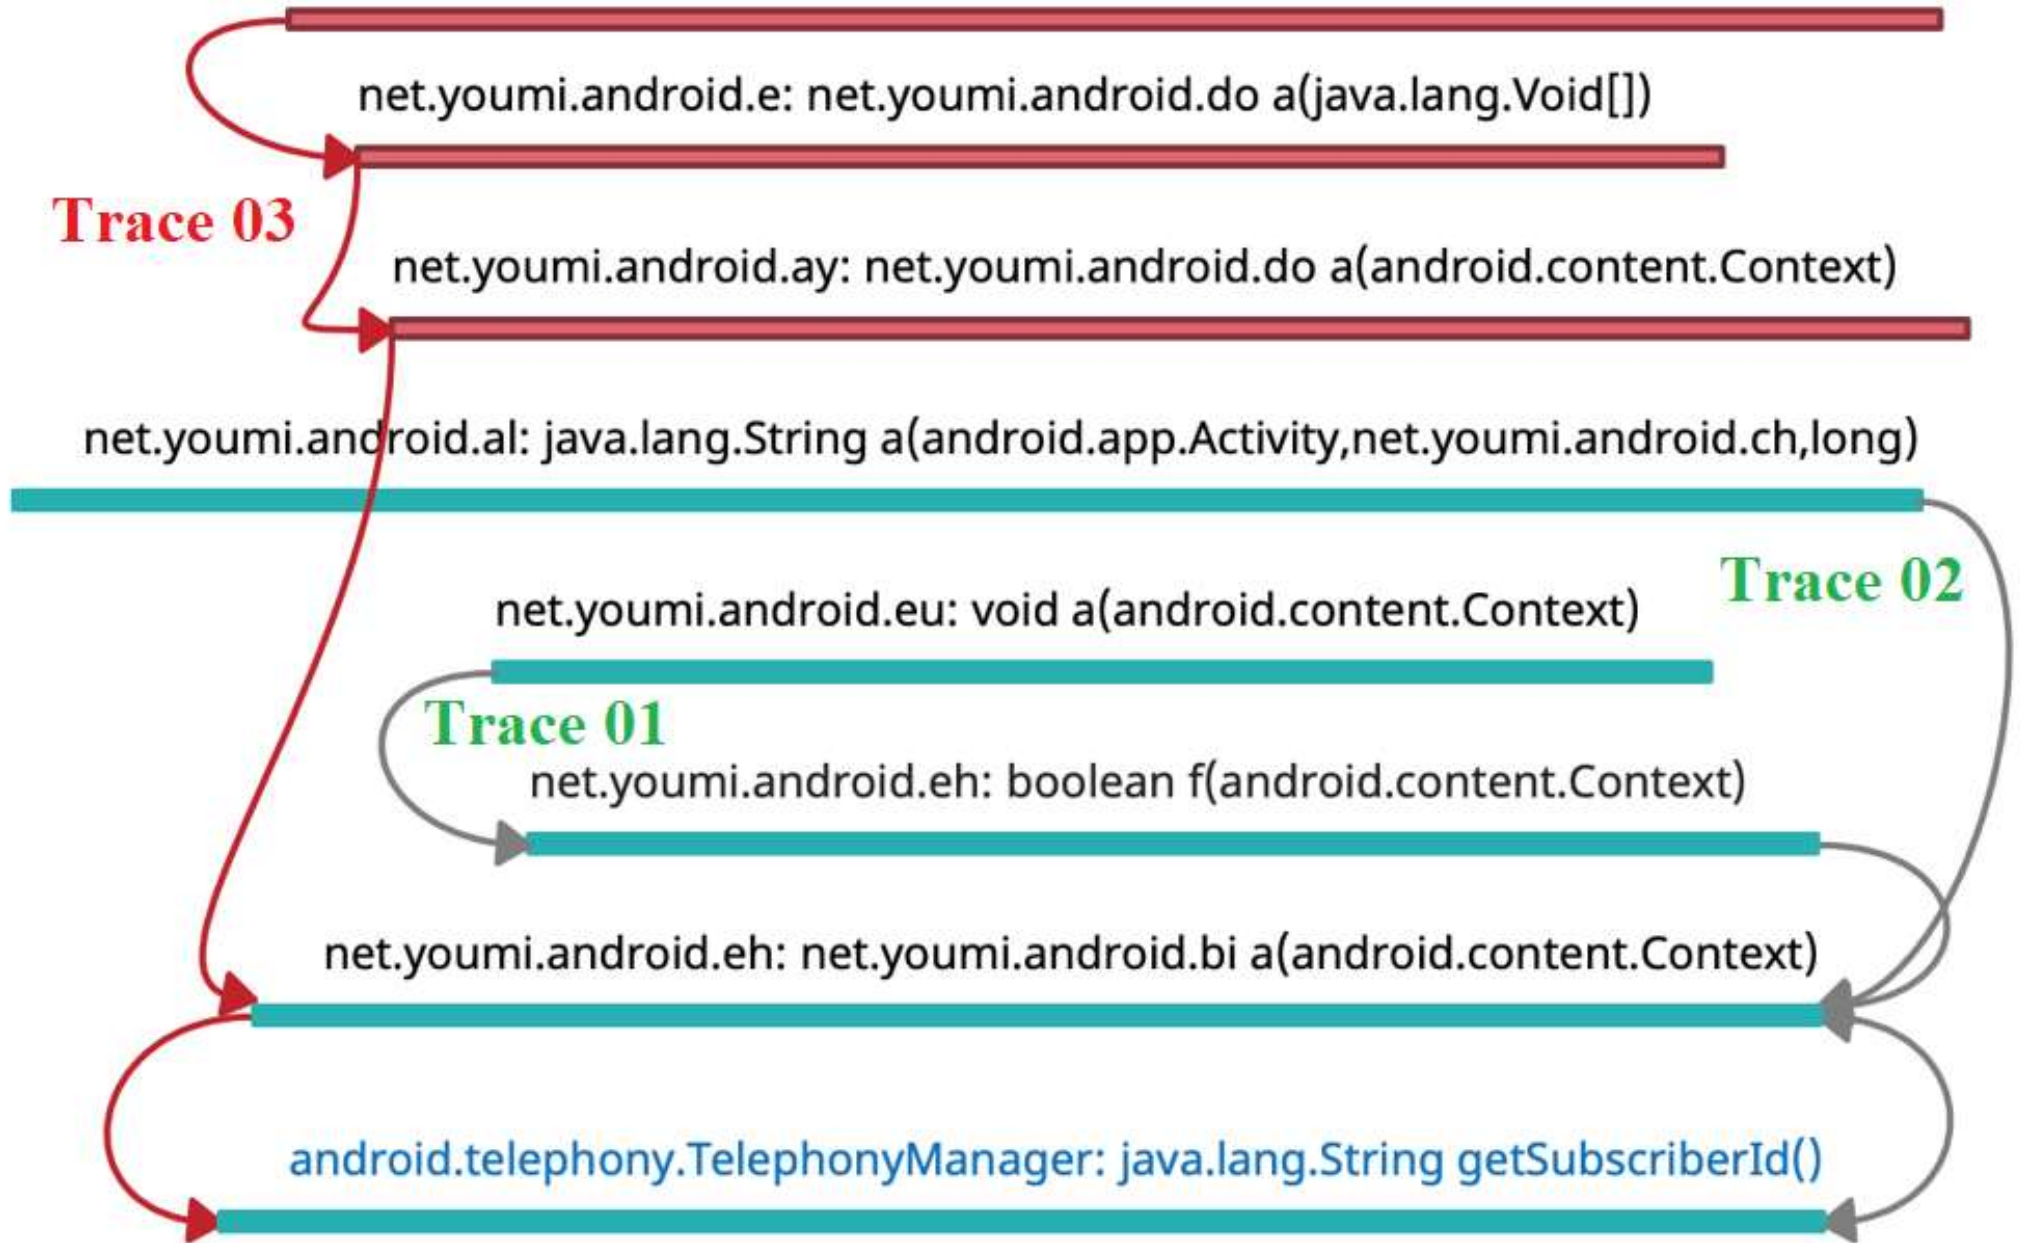 net.youmi.android.e: net.youmi.android.do a(java.lang.Void[])
Trace 03
net.youmi.android.ay: net.youmi.android.do a(android.content.Context)
net.youmi.android.al: java.lang.String a(android.app.Activity,net.youmi.android.ch,long)
Trace 02
net.youmi.android.eu: void a(android.content.Context)
Trace 01
net.youmi.android.eh: boolean f(android.content.Context)
net.youmi.android.eh: net.youmi.android.bi a(android.content.Context)
android.telephony.TelephonyManager: java.lang.String getSubscriberId()